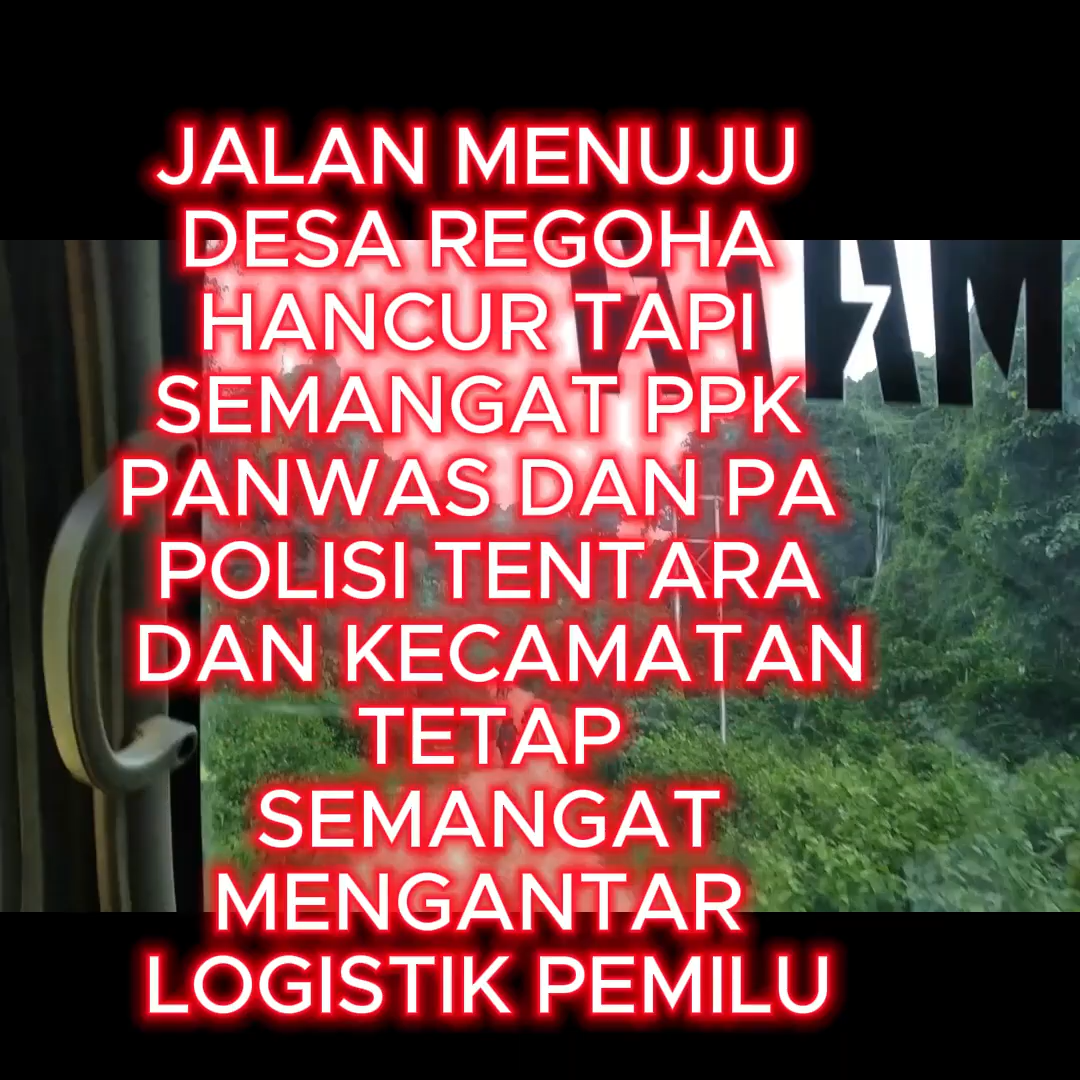 JALAN MENUJU
DESA REGOHA
HANCUR TAPI
SEMANGAT PPK
PANWAS DAN PA
POLISI TENTARA
DAN KECAMATAN
TETAP
SEMANGAT
MENGANTAR
LOGISTIK PEMILU